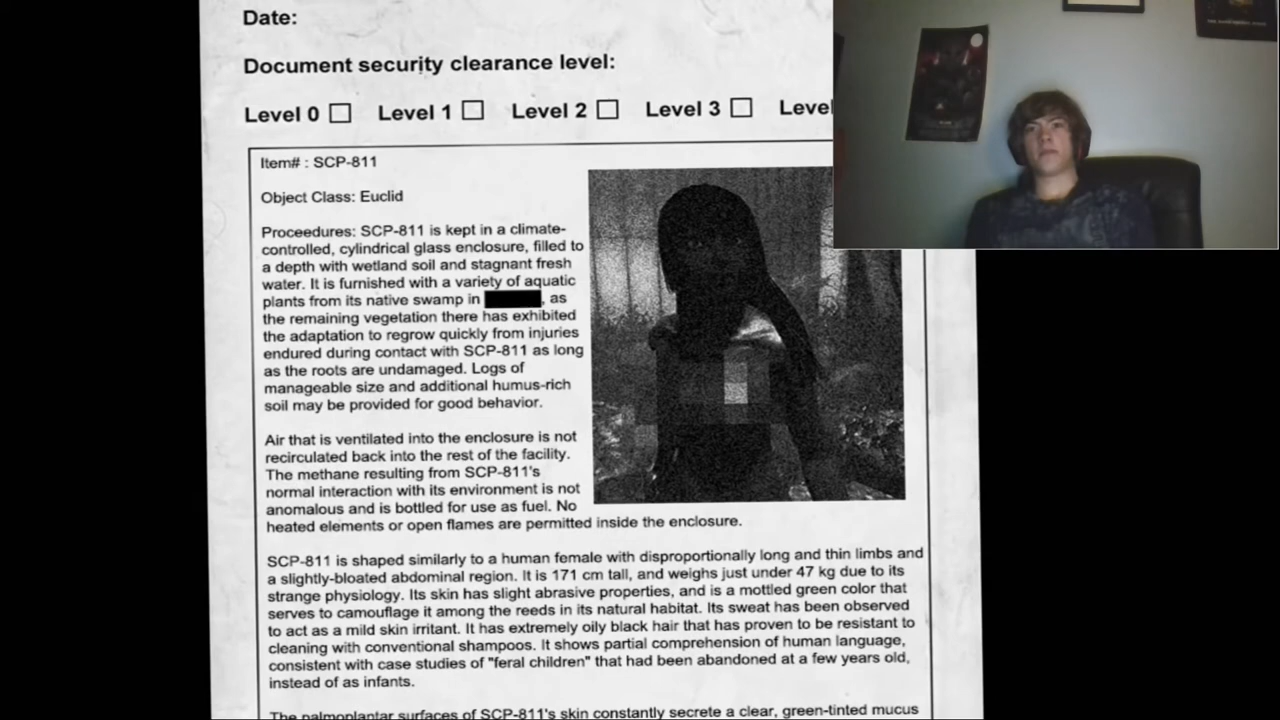 Date:
Document security clearance level:
Level 0 Level 1 Level 2 Level 3 Level
Item# : SCP-811
Object Class: Euclid
Proceedures: SCP-811 is kept in a climate-
controlled, cylindrical glass enclosure, filled to
a depth with wetland soil and stagnant fresh
water. It is furnished with a variety of aquatic
plants from its native swamp in , as
the remaining vegetation there has exhibited
the adaptation to regrow quickly from injuries
endured during contact with SCP-811 as long
as the roots are undamaged. Logs of
manageable size and additional humus-rich
soil may be provided for good behavior.
Air that is ventilated into the enclosure is not
recirculated back into the rest of the facility.
The methane resulting from SCP-811's
normal interaction with its environment is not
anomalous and is bottled for use as fuel. No
heated elements or open flames are permitted inside the enclosure.
SCP-811 is shaped similarly to a human female with disproportionally long and thin limbs and
a slightly-bloated abdominal region. It is 171 cm tall, and weighs just under 47 kg due to its
strange physiology. Its skin has slight abrasive properties, and is a mottled green color that
serves to camouflage it among the reeds in its natural habitat. Its sweat has been observed
to act as a mild skin irritant. It has extremely oily black hair that has proven to be resistant to
cleaning with conventional shampoos. It shows partial comprehension of human language,
consistent with case studies of "feral children" that had been abandoned at a few years old,
instead of as infants.
The palmoplantar surfaces of SCP-811's skin constantly secrete a clear, green-tinted mucus